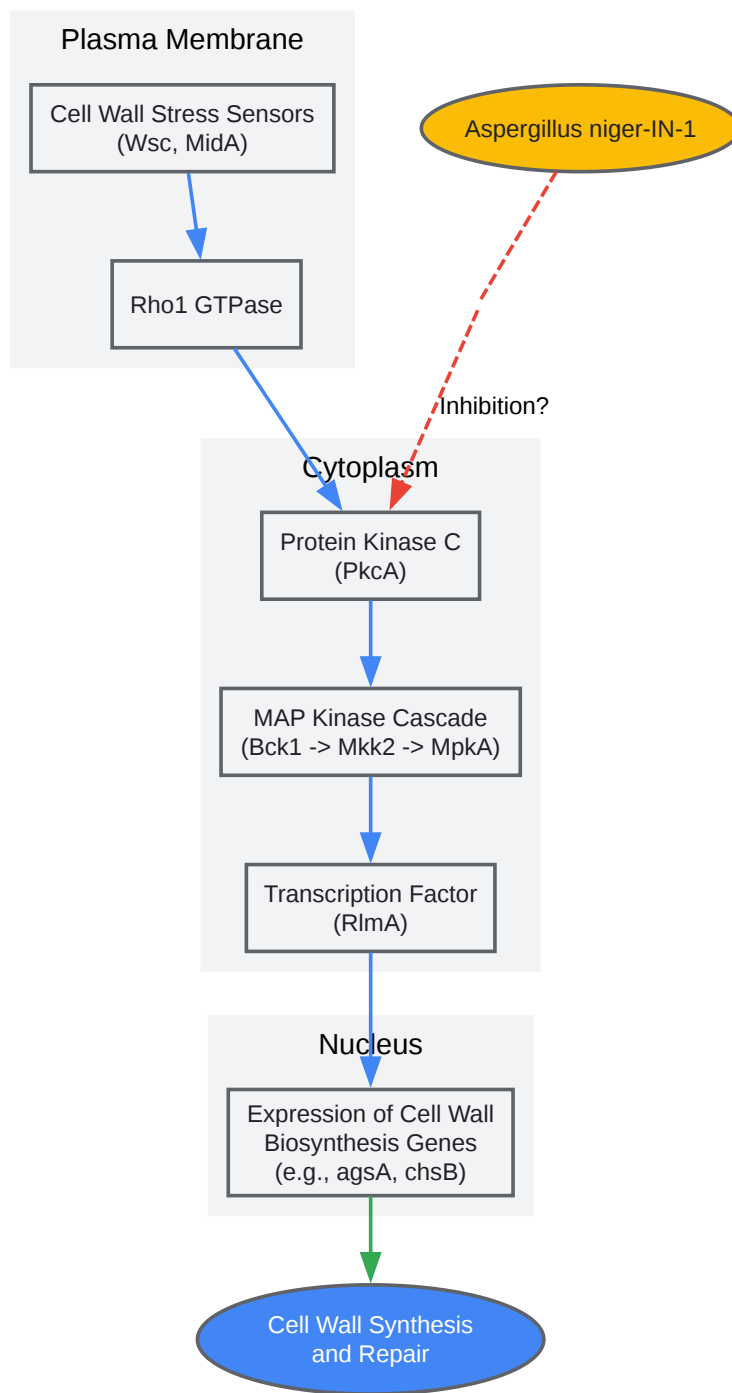 Plasma Membrane
Cell Wall Stress Sensors
(Wsc, MidA)
Aspergillus niger-IN-1
Rho1 GTPase
Inhibition?
Cytoplasm
Protein Kinase C
(PkcA)
MAP Kinase Cascade
(Bck1 -> Mkk2 -> MpkA)
Transcription Factor
(RlmA)
Nucleus
Expression of Cell Wall
Biosynthesis Genes
(e.g., agsA, chsB)
Cell Wall Synthesis
and Repair